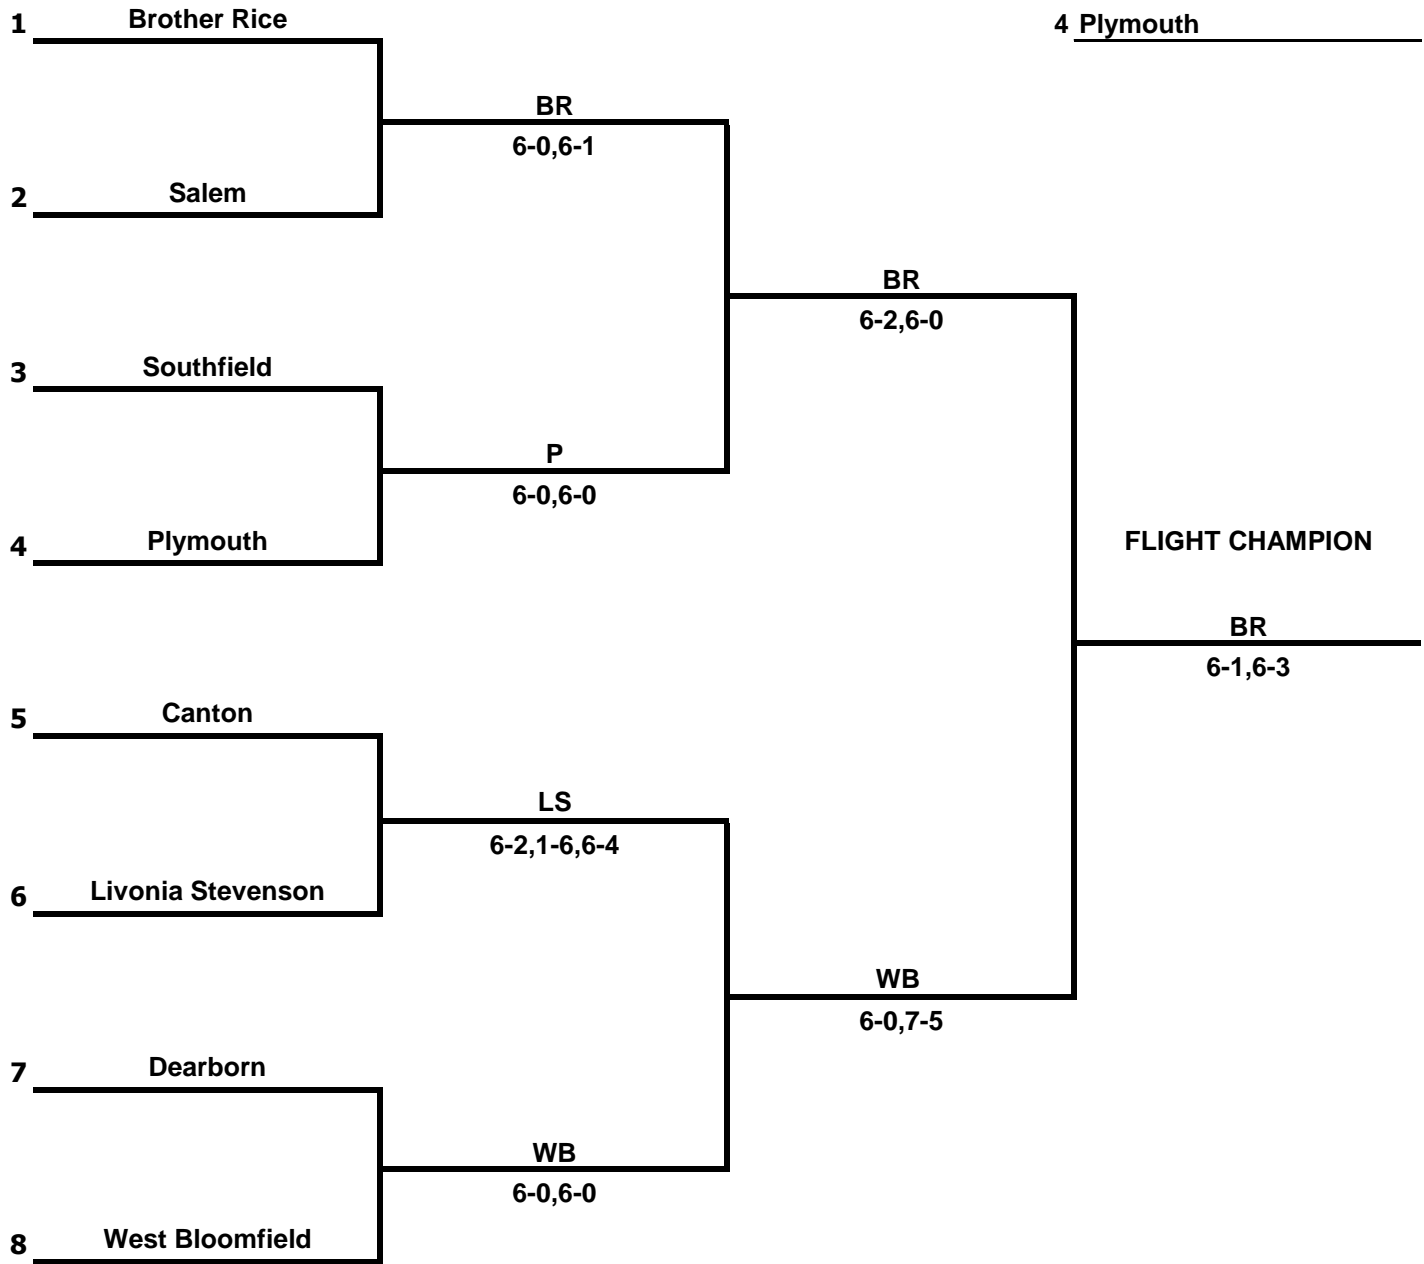 1 Brother Rice
4 Plymouth
BR
6-0,6-1
2 Salem
BR
6-2,6-0
3 Southfield
P
6-0,6-0
4 Plymouth
FLIGHT CHAMPION
BR
6-1,6-3
5 Canton
LS
6-2,1-6,6-4
6 Livonia Stevenson
WB
6-0,7-5
7 Dearborn
WB
6-0,6-0
8 West Bloomfield